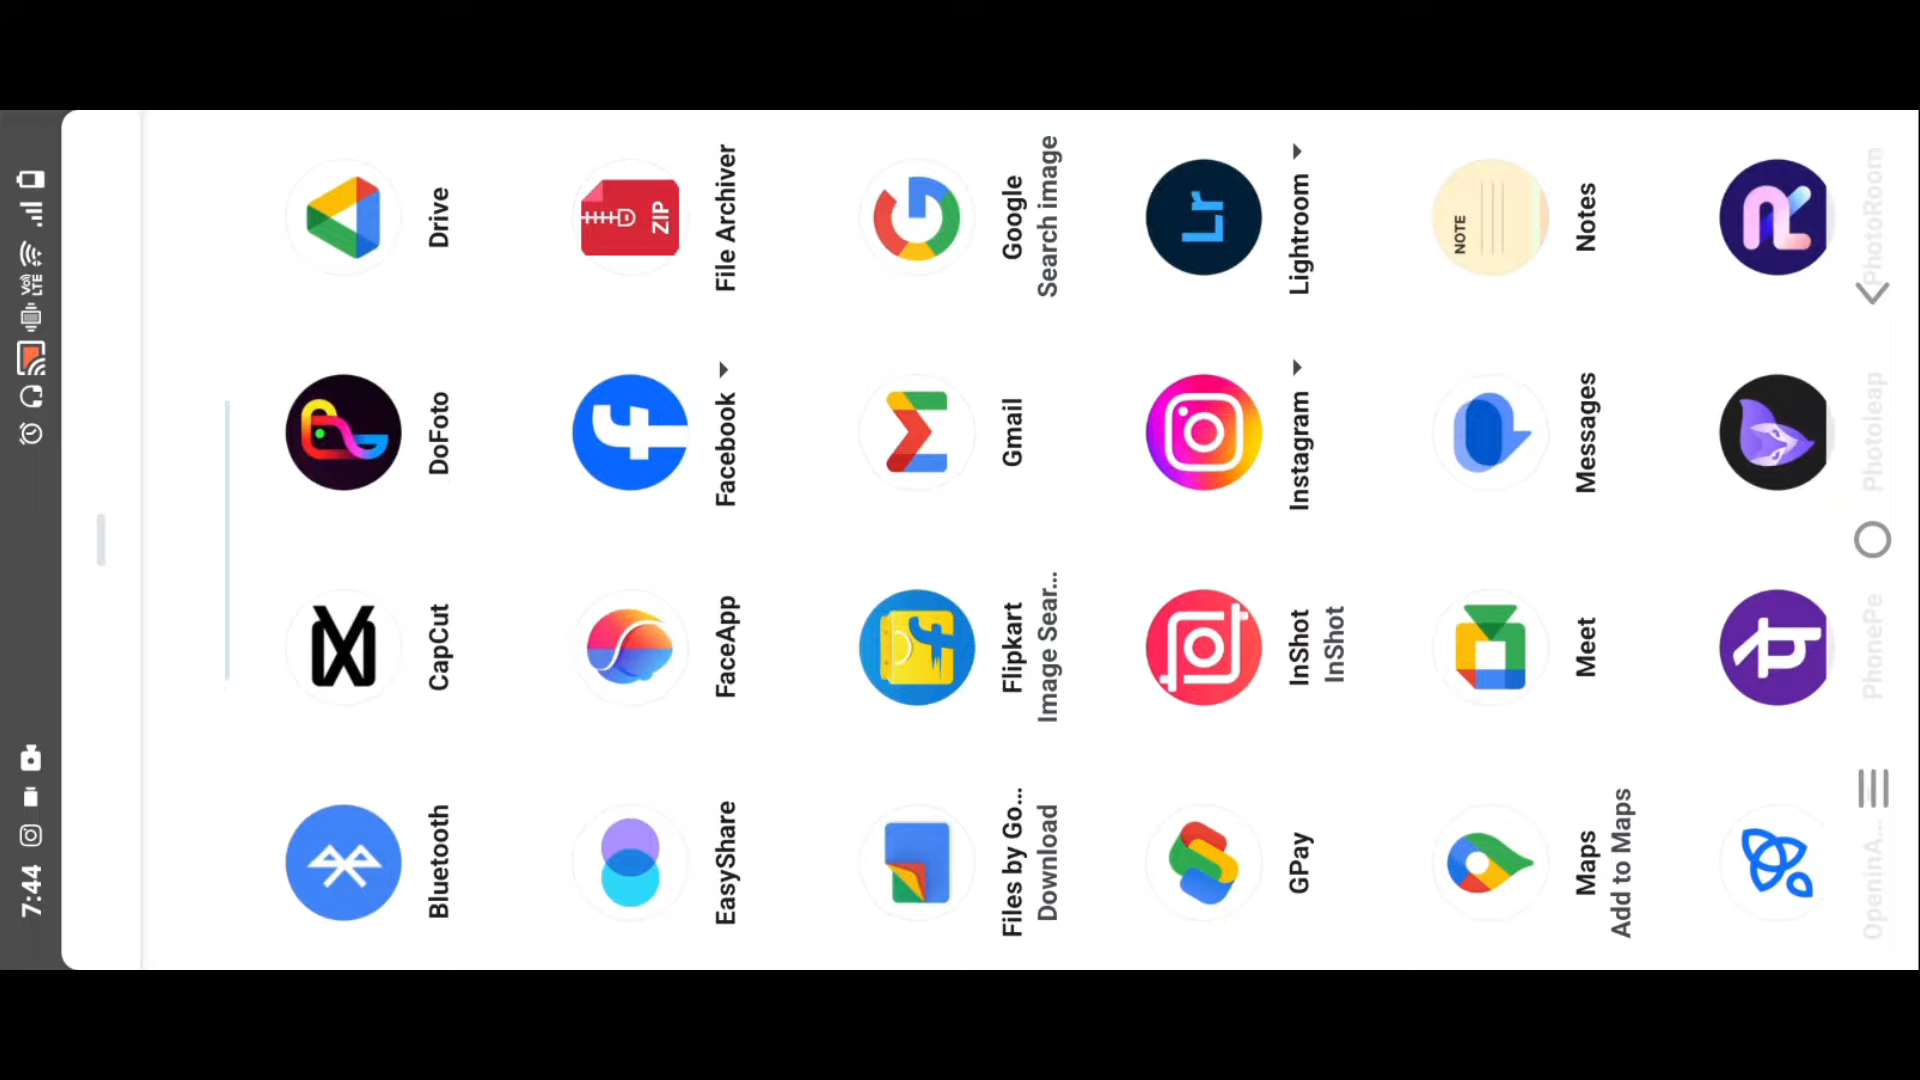 7:44
VoI)
LTE
Bluetooth
CapCut
DoFoto
Drive
ZIP
EasyShare
FaceApp
Facebook
File Archiver
Files by Go...
Flipkart
Gmail
Google
Download
Image Sear...
Search image
Lr
GPay
InShot
Instagram
Lightroom
InShot
NOTE
Maps
Meet
Messages
Notes
Add to Maps
OpeninA...
PhonePe
Photoleap
PhotoRoom